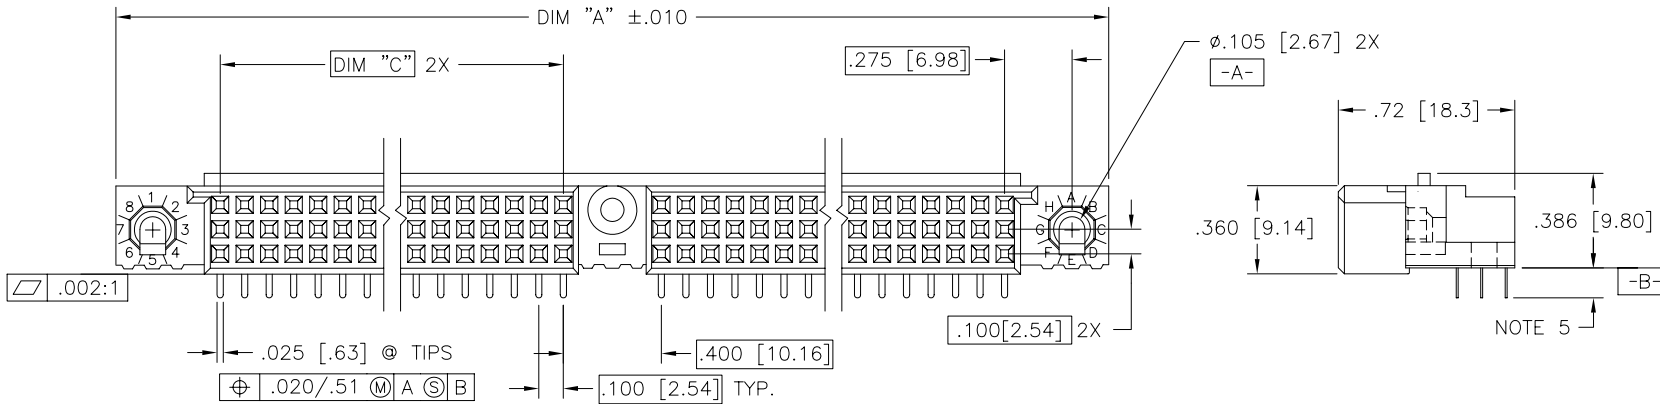 DIM "A" ±.010
DIM "C" 2X
.275 [6.98]
ø.105 [2.67] 2X
-A-
.72 [18.3]
1
2
3
4
5
6
7
8
A
B
C
D
E
F
G
H
.360 [9.14]
.386 [9.80]
.002:1
-B-
NOTE 5
.100[2.54] 2X
.025 [.63] @ TIPS
.400 [10.16]
⌖ .020/.51 Ⓜ A Ⓢ B
.100 [2.54] TYP.